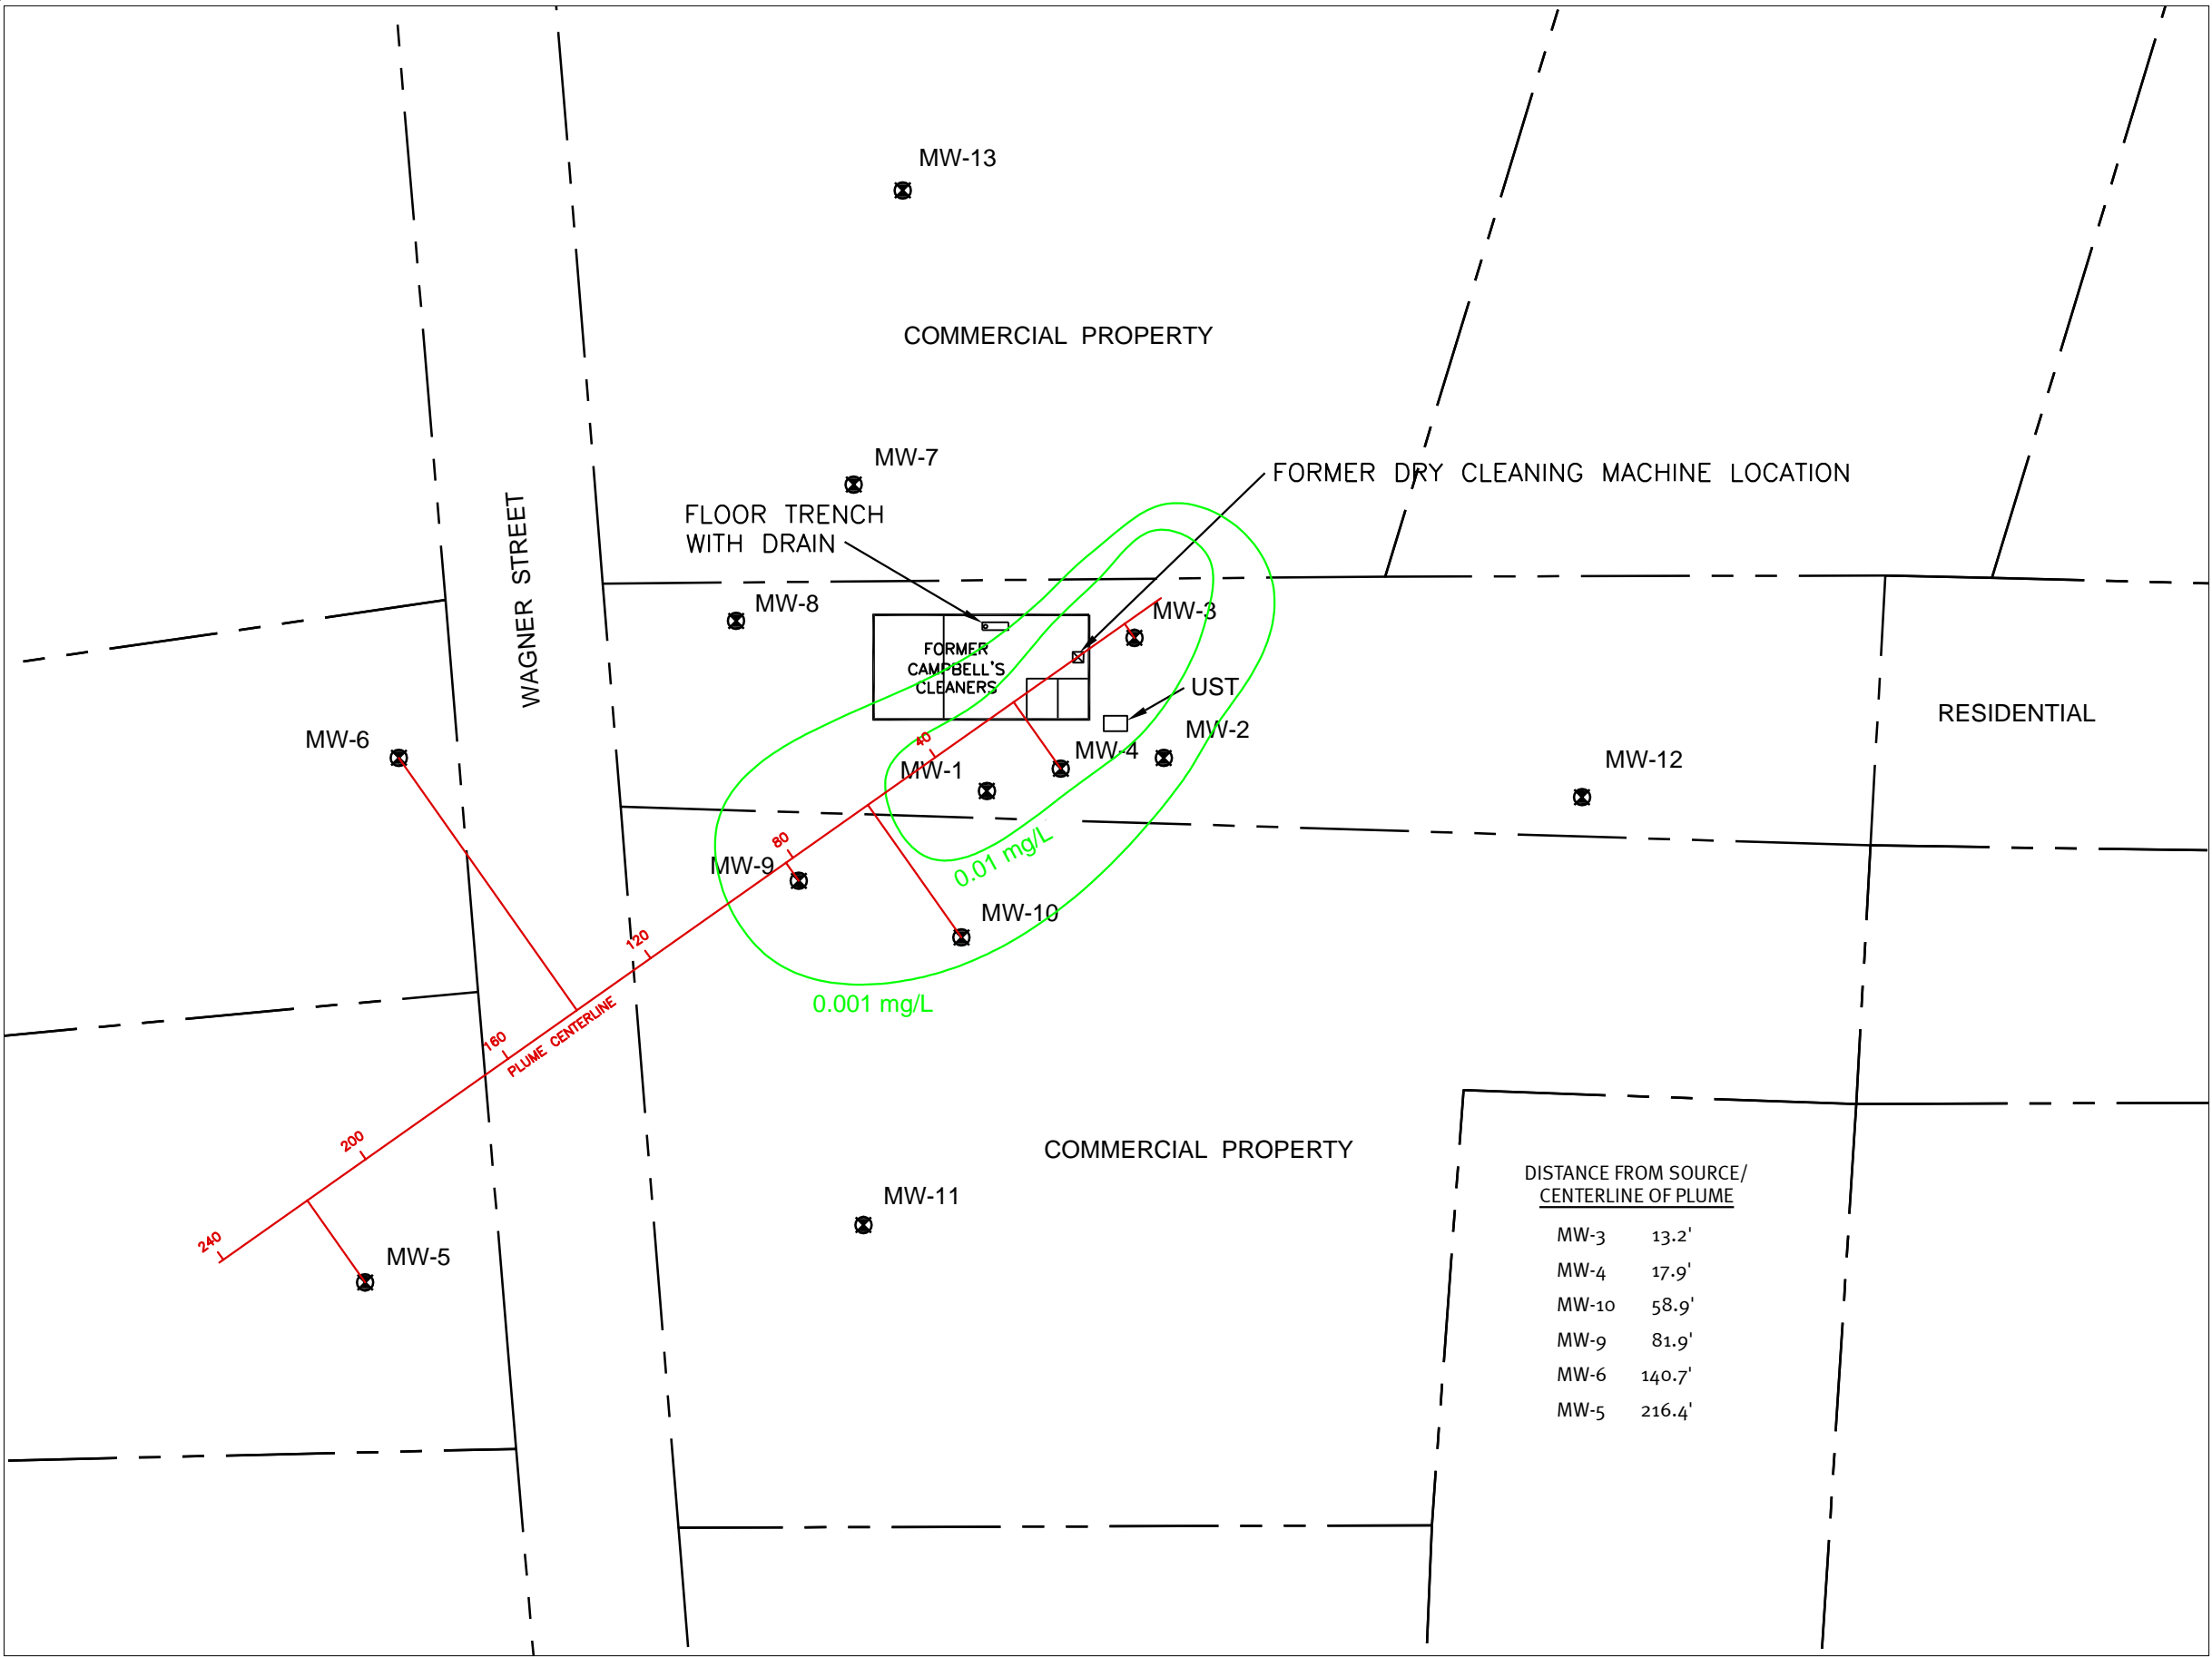 MW-13
COMMERCIAL PROPERTY
MW-7
FORMER DRY CLEANING MACHINE LOCATION
FLOOR TRENCH
WITH DRAIN
WAGNER STREET
MW-8
MW-3
FORMER
CAMPBELL'S
CLEANERS
UST
RESIDENTIAL
MW-6
MW-2
40
MW-4
MW-1
MW-12
80
MW-9
0.01 mg/L
MW-10
120
0.001 mg/L
160
PLUME CENTERLINE
200
COMMERCIAL PROPERTY
MW-11
240
MW-5
DISTANCE FROM SOURCE/
CENTERLINE OF PLUME
MW-3 13.2'
MW-4 17.9'
MW-10 58.9'
MW-9 81.9'
MW-6 140.7'
MW-5 216.4'